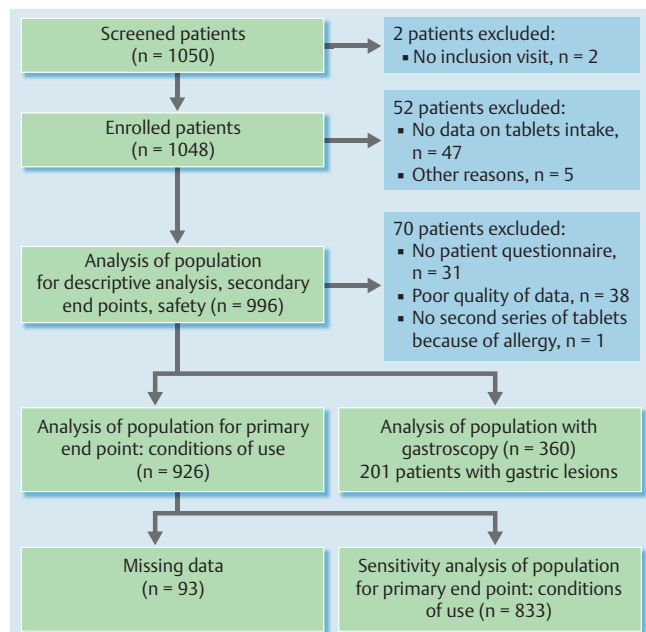 Screened patients
(n = 1050)
2 patients excluded:
▪ No inclusion visit, n = 2
Enrolled patients
(n = 1048)
52 patients excluded:
▪ No data on tablets intake,
n = 47
▪ Other reasons, n = 5
Analysis of population
for descriptive analysis, secondary
end points, safety (n = 996)
70 patients excluded:
▪ No patient questionnaire,
n = 31
▪ Poor quality of data, n = 38
▪ No second series of tablets
because of allergy, n = 1
Analysis of population for primary
end point: conditions of use
(n = 926)
Analysis of population with
gastroscopy (n = 360)
201 patients with gastric lesions
Missing data
(n = 93)
Sensitivity analysis of population
for primary end point: conditions
of use (n = 833)